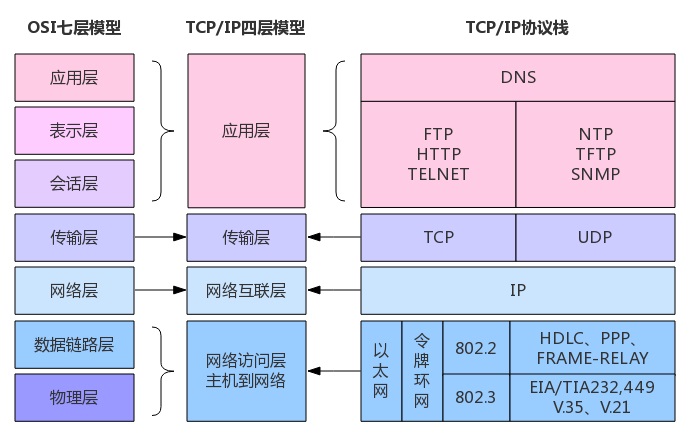 OSI七层模型
TCP/IP四层模型
TCP/IP协议栈
应用层
表示层
会话层
传输层
网络层
数据链路层
物理层
应用层
传输层
网络互联层
网络访问层
主机到网络
DNS
FTP
HTTP
TELNET
NTP
TFTP
SNMP
TCP
UDP
IP
以太网
令牌环网
802.2
HDLC、PPP、
FRAME-RELAY
802.3
EIA/TIA232,449
V.35、V.21